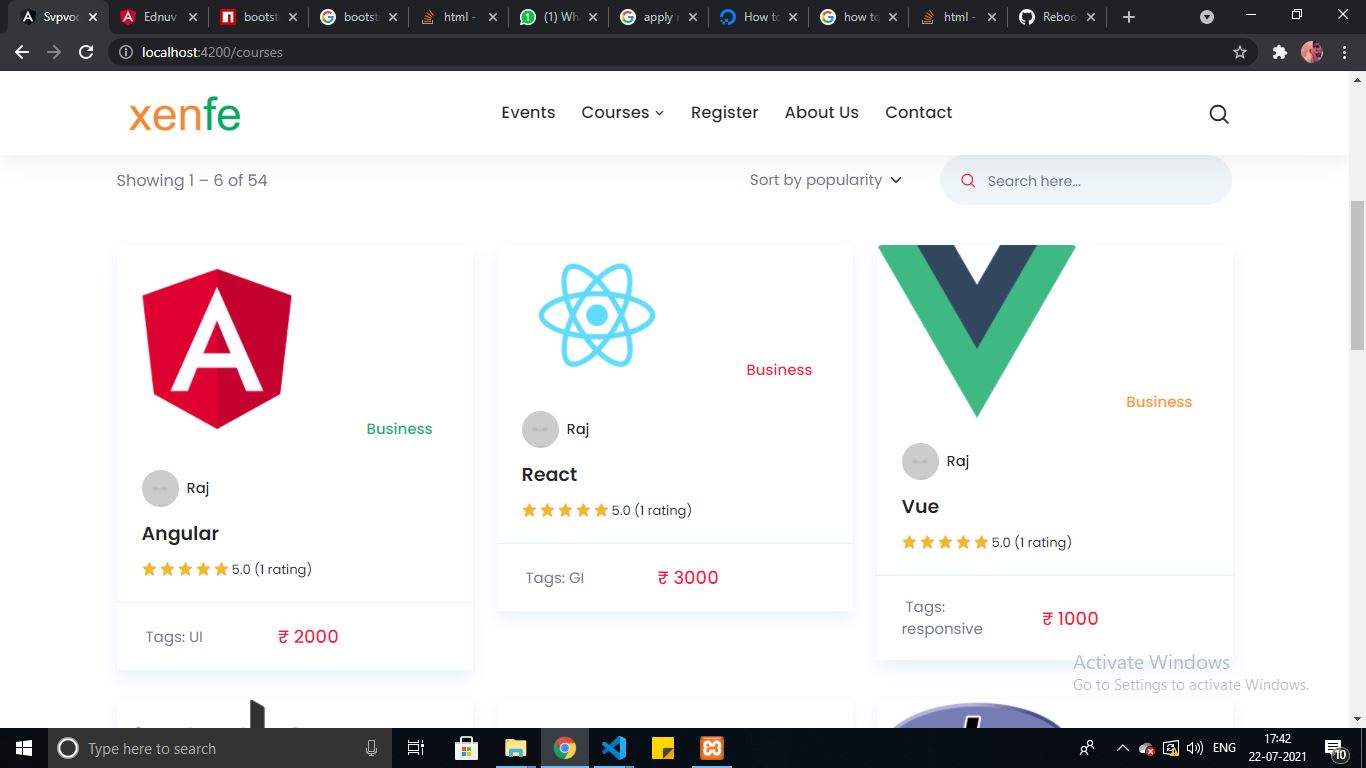 Svpvo
Ednuv
bootst
bootst
html -
(1) Wh
apply r
How to
how to
html -
Reboo
localhost:4200/courses
xenfe
Events Courses Register About Us Contact
Showing 1 – 6 of 54
Sort by popularity
Search here...
Business
Raj
Angular
5.0 (1 rating)
Tags: UI
₹ 2000
Business
Raj
React
5.0 (1 rating)
Tags: GI
₹ 3000
Business
Raj
Vue
5.0 (1 rating)
Tags:
responsive
₹ 1000
Activate Windows
Go to Settings to activate Windows.
Type here to search
ENG
17:42
22-07-2021
10